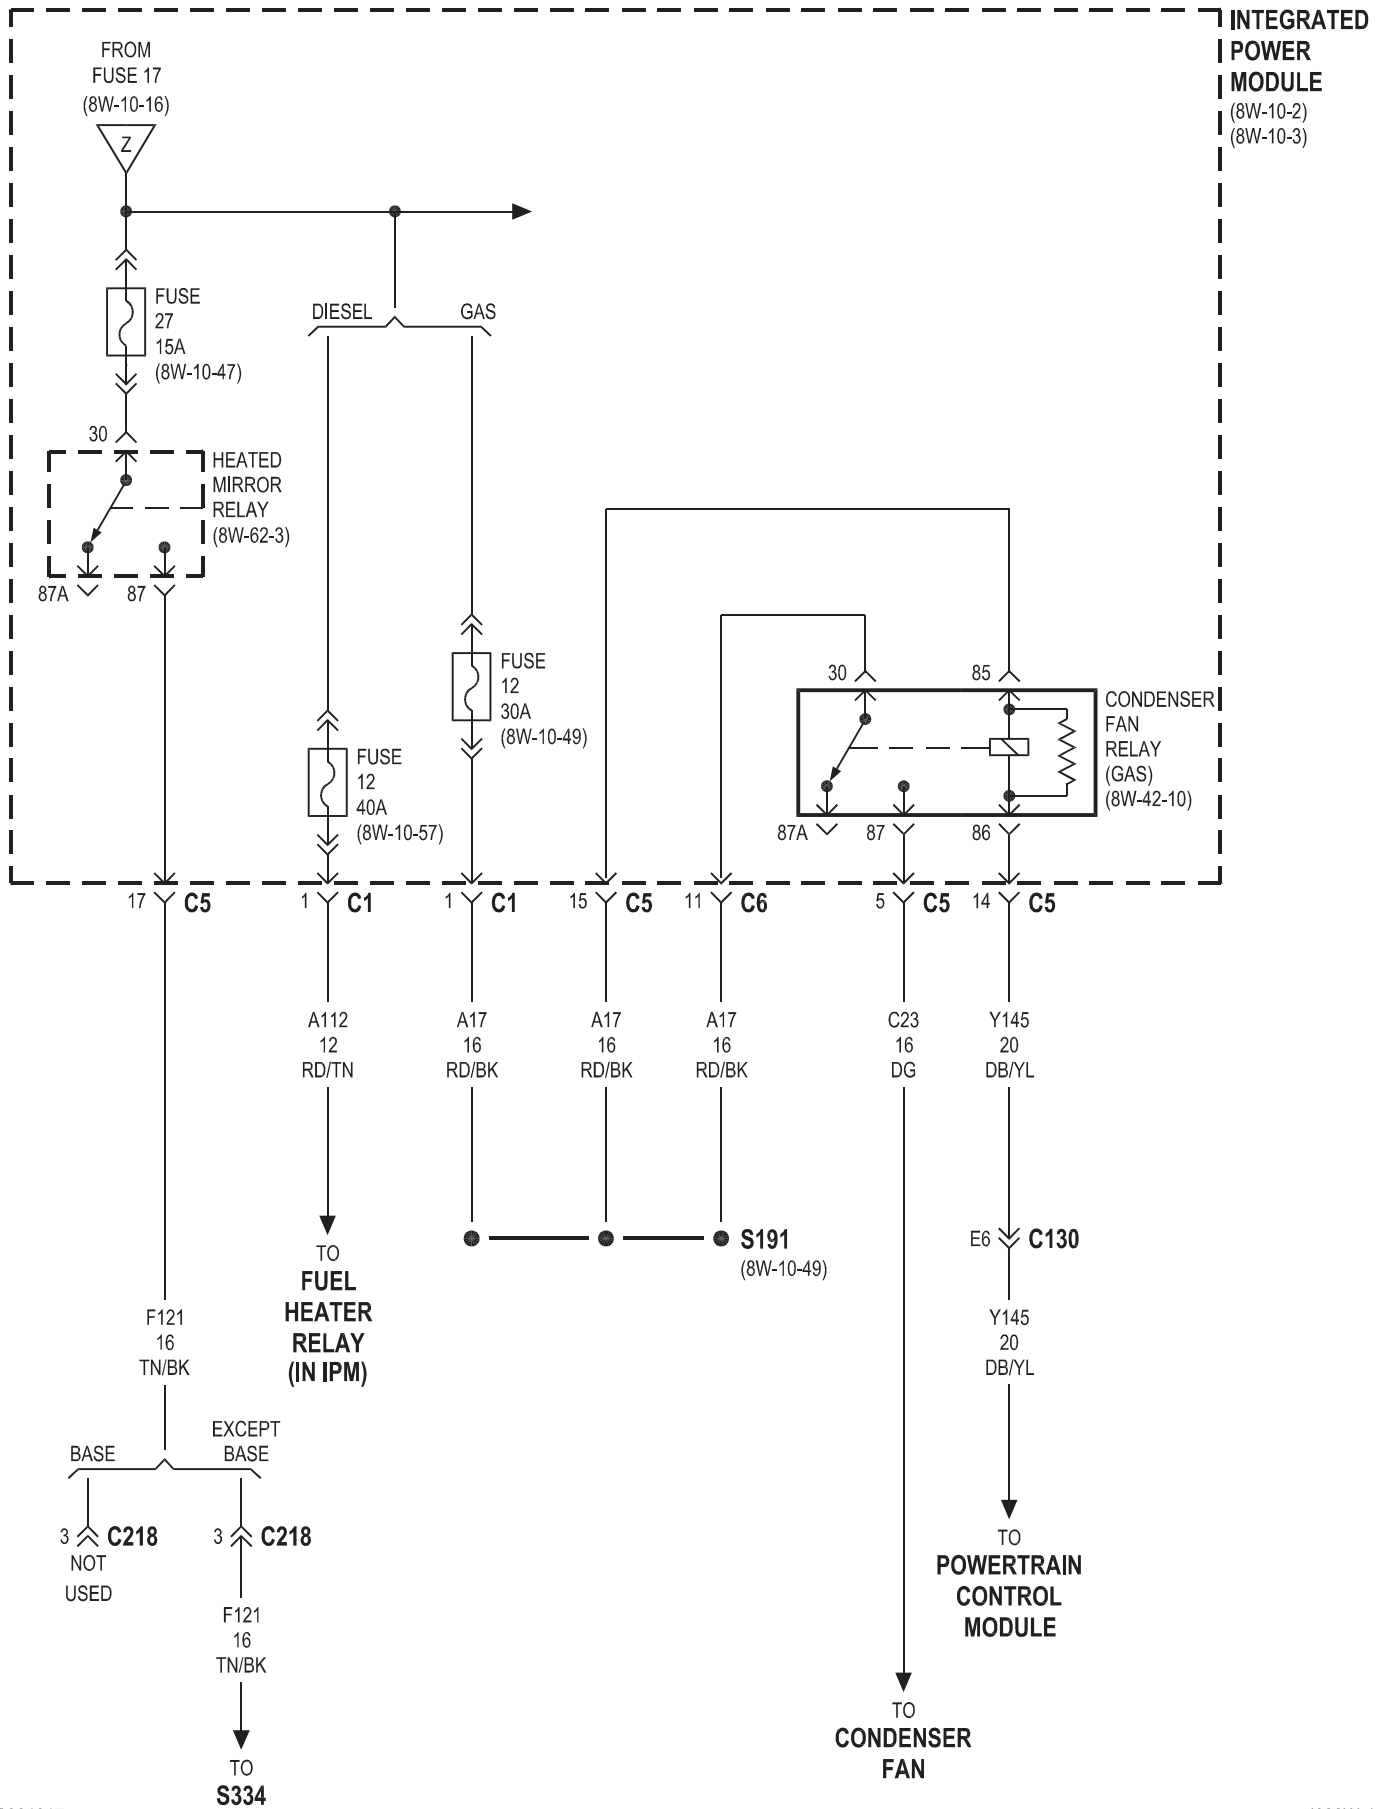 INTEGRATED
POWER
MODULE
(8W-10-2)
(8W-10-3)
FROM
FUSE 17
(8W-10-16)
Z
FUSE
27
15A
(8W-10-47)
DIESEL
GAS
30
HEATED
MIRROR
RELAY
(8W-62-3)
87A
87
FUSE
12
30A
(8W-10-49)
FUSE
12
40A
(8W-10-57)
30
85
CONDENSER
FAN
RELAY
(GAS)
(8W-42-10)
87A
87
86
17 C5
1 C1
1 C1
15 C5
11 C6
5 C5
14 C5
A112
12
RD/TN
A17
16
RD/BK
A17
16
RD/BK
A17
16
RD/BK
C23
16
DG
Y145
20
DB/YL
TO
FUEL
HEATER
RELAY
(IN IPM)
S191
(8W-10-49)
E6 C130
F121
16
TN/BK
Y145
20
DB/YL
BASE
EXCEPT
BASE
3 C218
NOT
USED
3 C218
F121
16
TN/BK
TO
S334
TO
POWERTRAIN
CONTROL
MODULE
TO
CONDENSER
FAN